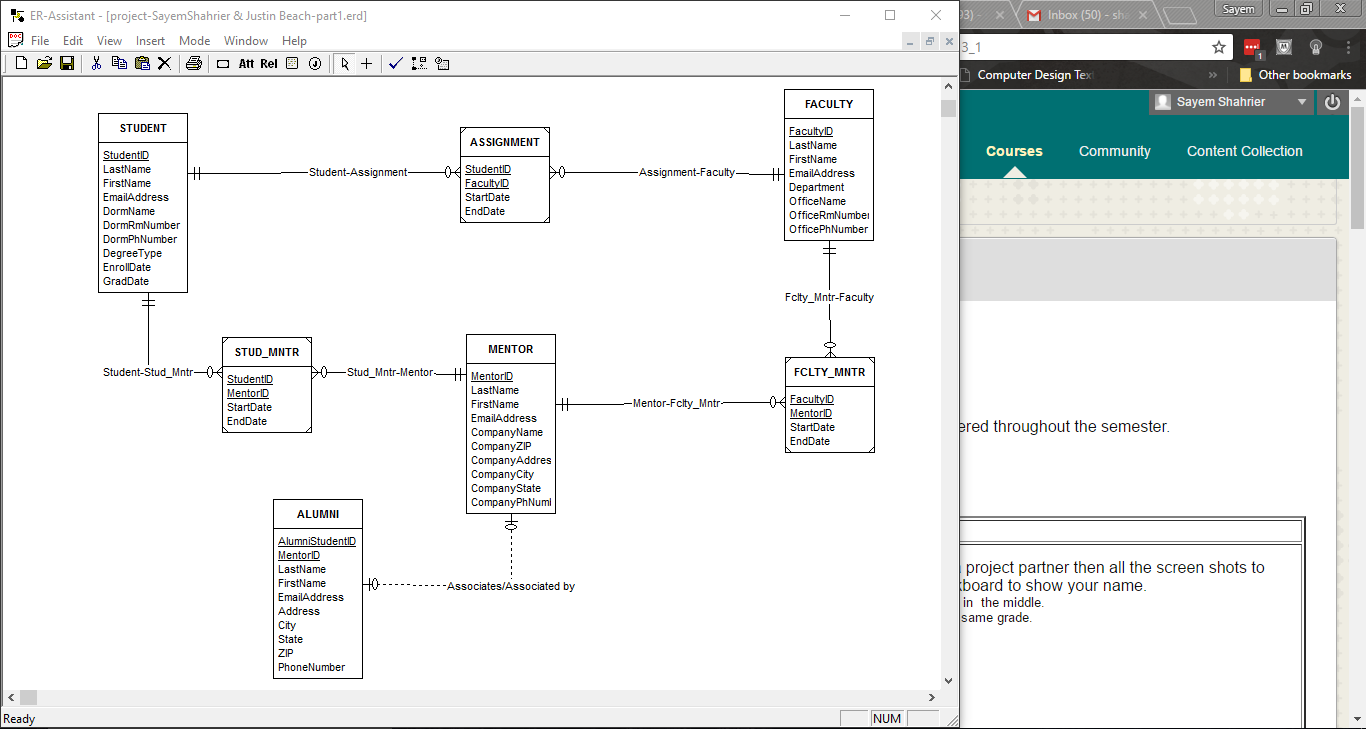 ER-Assistant - [project-SayemShahrier & Justin Beach-part1.erd]
File Edit View Insert Mode Window Help
Att Rel
STUDENT
StudentID
LastName
FirstName
EmailAddress
DormName
DormRmNumber
DormPhNumber
DegreeType
EnrollDate
GradDate
Student-Assignment
ASSIGNMENT
StudentID
FacultyID
StartDate
EndDate
Assignment-Faculty
FACULTY
FacultyID
LastName
FirstName
EmailAddress
Department
OfficeName
OfficeRmNumber
OfficePhNumber
Fclty_Mntr-Faculty
Student-Stud_Mntr
STUD_MNTR
StudentID
MentorID
StartDate
EndDate
Stud_Mntr-Mentor
MENTOR
MentorID
LastName
FirstName
EmailAddress
CompanyName
CompanyZIP
CompanyAddres
CompanyCity
CompanyState
CompanyPhNuml
Mentor-Fclty_Mntr
FCLTY_MNTR
FacultyID
MentorID
StartDate
EndDate
ALUMNI
AlumniStudentID
MentorID
LastName
FirstName
EmailAddress
Address
City
State
ZIP
PhoneNumber
Associates/Associated by
Ready
NUM
93) - Inbox (50) - sha
Sayem
3_1
1
Computer Design Tex
» Other bookmarks
Sayem Shahrier
Courses Community Content Collection
ered throughout the semester.
project partner then all the screen shots to
kboard to show your name.
in the middle.
same grade.